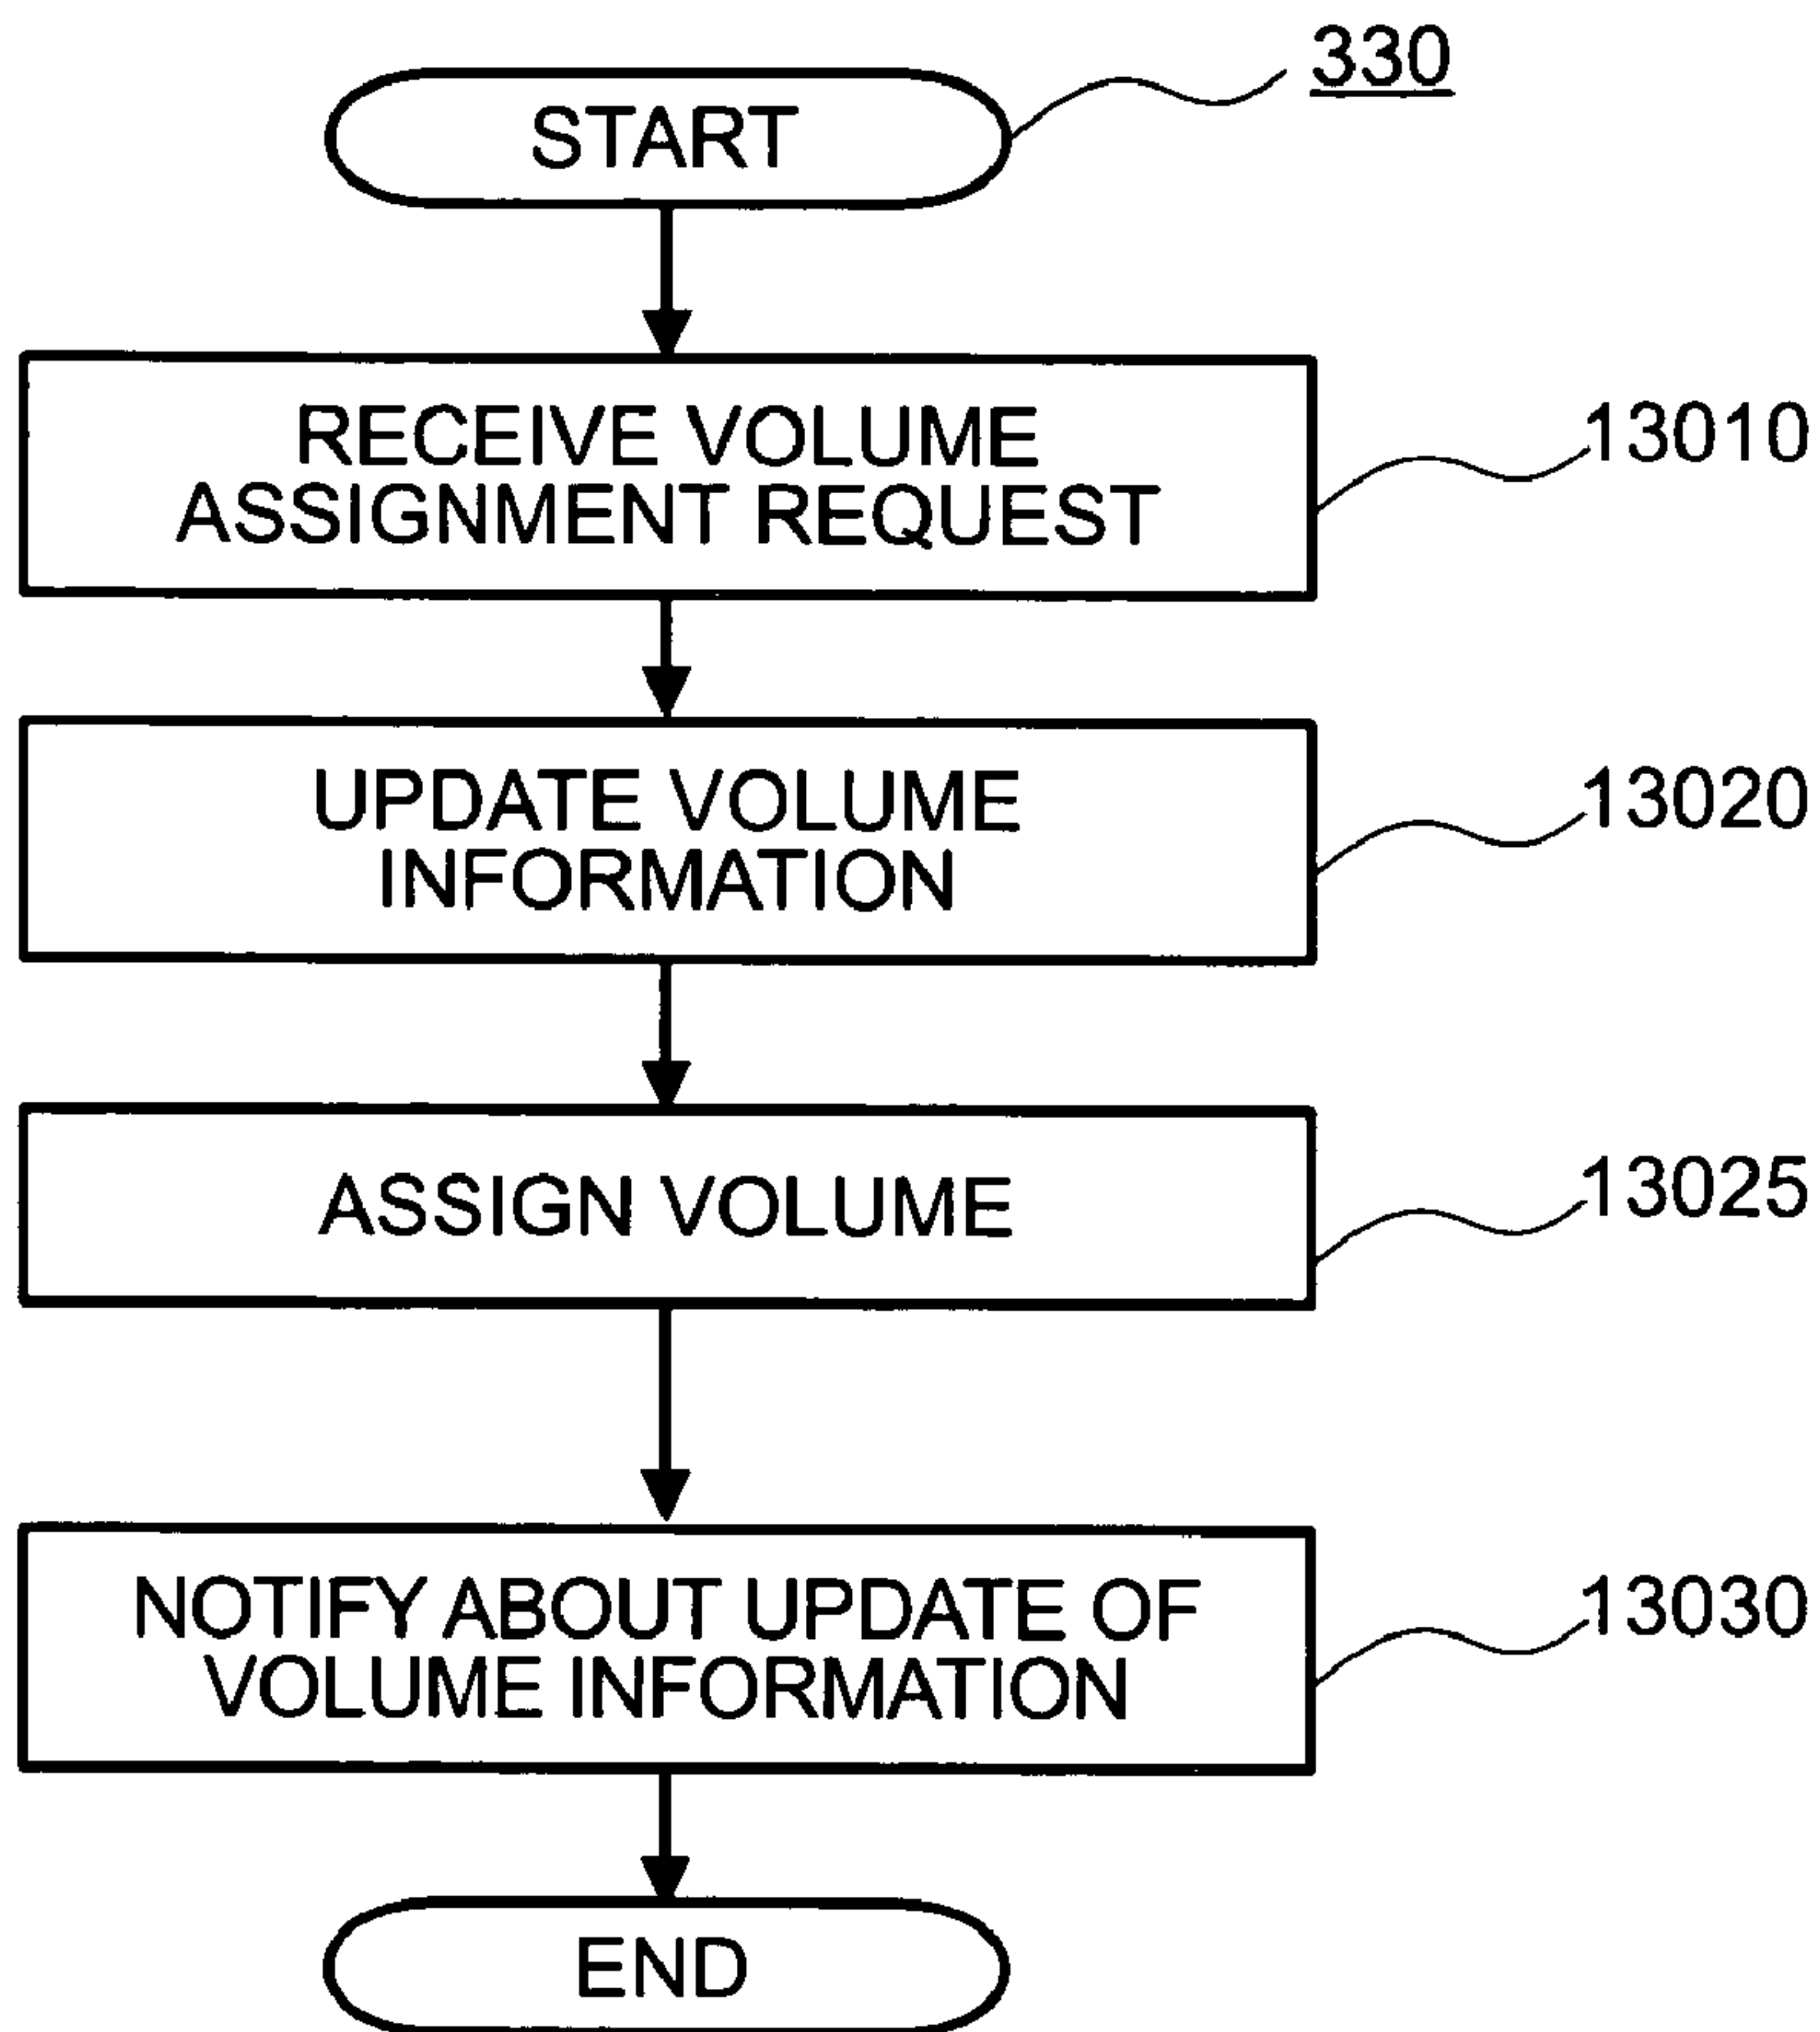 330
START
RECEIVE VOLUME
ASSIGNMENT REQUEST
13010
UPDATE VOLUME
INFORMATION
13020
ASSIGN VOLUME
13025
NOTIFY ABOUT UPDATE OF
VOLUME INFORMATION
13030
END